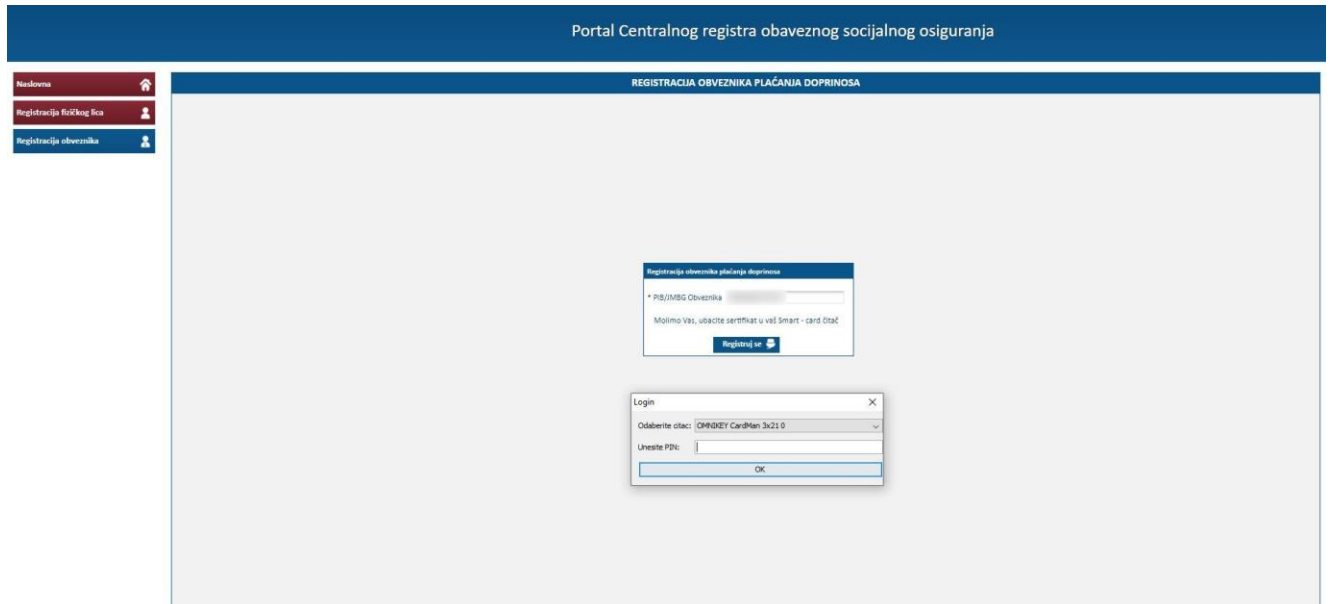 Portal Centralnog registra obaveznog socijalnog osiguranja
Naslovna
Registracija fizičkog lica
Registracija obveznika
REGISTRACIJA OBVEZNIKA PLAĆANJA DOPRINOSA
Registracija obveznika plaćanja doprinosa
* PIB/JMBG Obveznika
Molimo Vas, ubacite sertifikat u vaš Smart - card čitač
Registruj se
Login
Odaberite citac: OMNIKEY CardMan 3x21 0
Unesite PIN:
OK